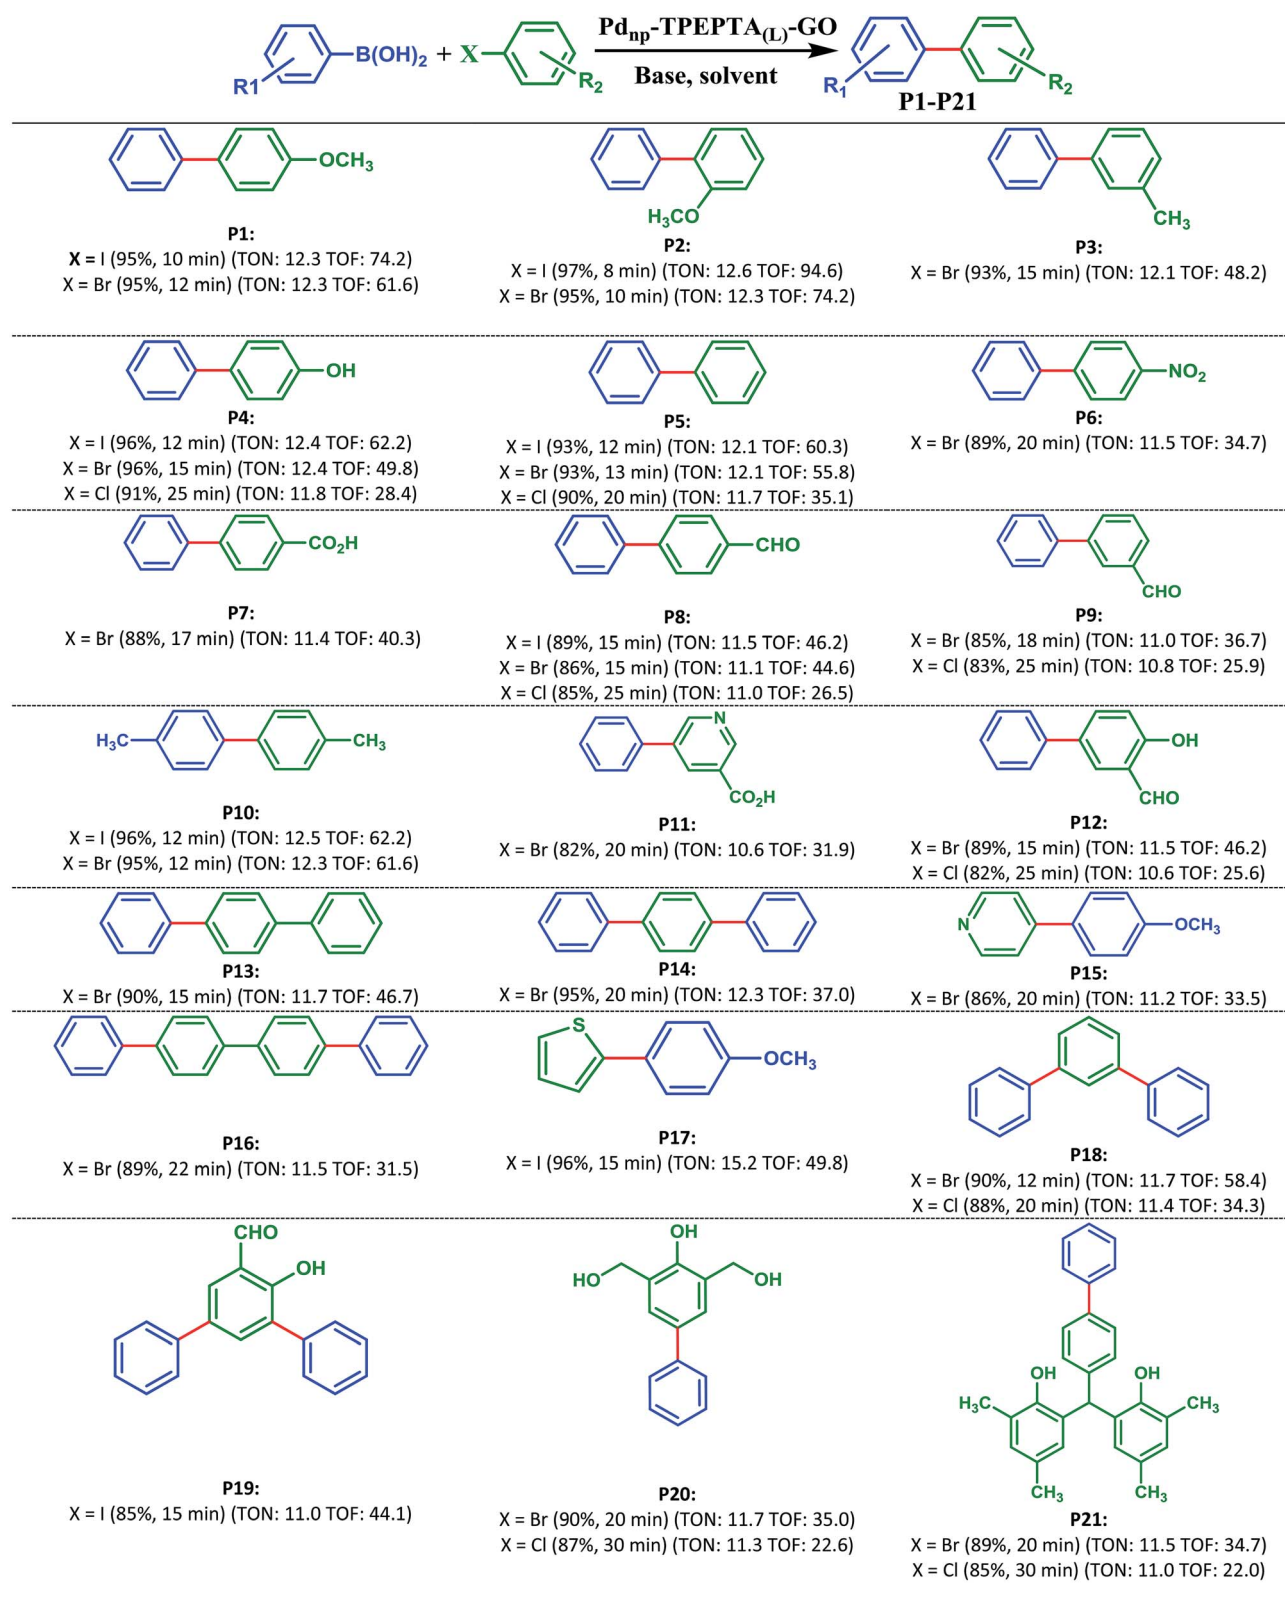 Pdnp-TPEPTA(L)-GO
B(OH)2 + X
R1
R2
Base, solvent
R1
R2
P1-P21
OCH3
H3CO
CH3
P1:
X = I (95%, 10 min) (TON: 12.3 TOF: 74.2)
X = Br (95%, 12 min) (TON: 12.3 TOF: 61.6)
P2:
X = I (97%, 8 min) (TON: 12.6 TOF: 94.6)
X = Br (95%, 10 min) (TON: 12.3 TOF: 74.2)
P3:
X = Br (93%, 15 min) (TON: 12.1 TOF: 48.2)
OH
NO2
P4:
X = I (96%, 12 min) (TON: 12.4 TOF: 62.2)
X = Br (96%, 15 min) (TON: 12.4 TOF: 49.8)
X = Cl (91%, 25 min) (TON: 11.8 TOF: 28.4)
P5:
X = I (93%, 12 min) (TON: 12.1 TOF: 60.3)
X = Br (93%, 13 min) (TON: 12.1 TOF: 55.8)
X = Cl (90%, 20 min) (TON: 11.7 TOF: 35.1)
P6:
X = Br (89%, 20 min) (TON: 11.5 TOF: 34.7)
CO2H
CHO
CHO
P7:
X = Br (88%, 17 min) (TON: 11.4 TOF: 40.3)
P8:
X = I (89%, 15 min) (TON: 11.5 TOF: 46.2)
X = Br (86%, 15 min) (TON: 11.1 TOF: 44.6)
X = Cl (85%, 25 min) (TON: 11.0 TOF: 26.5)
P9:
X = Br (85%, 18 min) (TON: 11.0 TOF: 36.7)
X = Cl (83%, 25 min) (TON: 10.8 TOF: 25.9)
H3C
CH3
N
CO2H
OH
CHO
P10:
X = I (96%, 12 min) (TON: 12.5 TOF: 62.2)
X = Br (95%, 12 min) (TON: 12.3 TOF: 61.6)
P11:
X = Br (82%, 20 min) (TON: 10.6 TOF: 31.9)
P12:
X = Br (89%, 15 min) (TON: 11.5 TOF: 46.2)
X = Cl (82%, 25 min) (TON: 10.6 TOF: 25.6)
N
OCH3
P13:
X = Br (90%, 15 min) (TON: 11.7 TOF: 46.7)
P14:
X = Br (95%, 20 min) (TON: 12.3 TOF: 37.0)
P15:
X = Br (86%, 20 min) (TON: 11.2 TOF: 33.5)
S
OCH3
P16:
X = Br (89%, 22 min) (TON: 11.5 TOF: 31.5)
P17:
X = I (96%, 15 min) (TON: 15.2 TOF: 49.8)
P18:
X = Br (90%, 12 min) (TON: 11.7 TOF: 58.4)
X = Cl (88%, 20 min) (TON: 11.4 TOF: 34.3)
CHO
OH
OH
HO
OH
OH
OH
H3C
CH3
CH3
CH3
P19:
X = I (85%, 15 min) (TON: 11.0 TOF: 44.1)
P20:
X = Br (90%, 20 min) (TON: 11.7 TOF: 35.0)
X = Cl (87%, 30 min) (TON: 11.3 TOF: 22.6)
P21:
X = Br (89%, 20 min) (TON: 11.5 TOF: 34.7)
X = Cl (85%, 30 min) (TON: 11.0 TOF: 22.0)